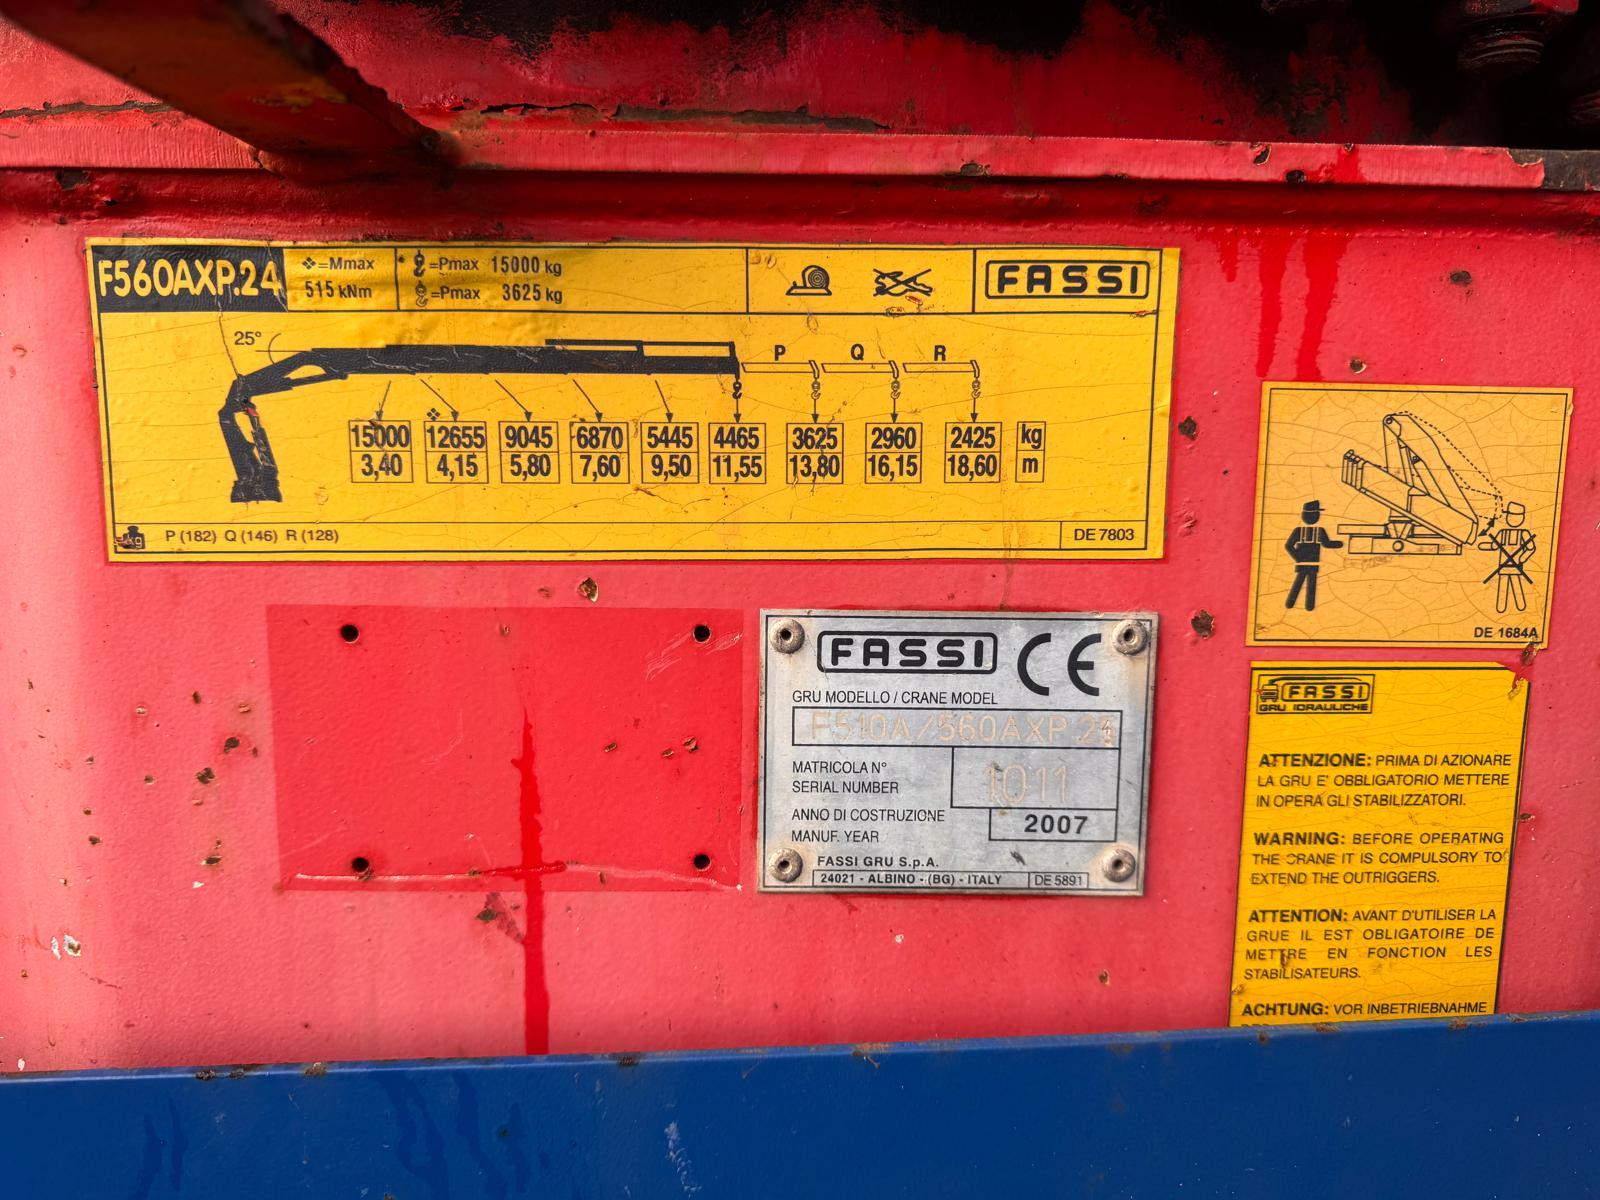 F560AXP.24
❖=Mmax
515 kNm
=Pmax 15000 kg
=Pmax 3625 kg
FASSI
25°
P Q R
❖
15000 12655 9045 6870 5445 4465 3625 2960 2425 kg
3,40 4,15 5,80 7,60 9,50 11,55 13,80 16,15 18,60 m
kg P (182) Q (146) R (128)
DE 7803
DE 1684A
FASSI CE
GRU MODELLO / CRANE MODEL
F510A/560AXP.24
MATRICOLA N°
SERIAL NUMBER
1011
ANNO DI COSTRUZIONE
MANUF. YEAR
2007
FASSI GRU S.p.A.
24021 - ALBINO - (BG) - ITALY
DE 5891
FASSI
GRU IDRAULICHE
ATTENZIONE: PRIMA DI AZIONARE
LA GRU E' OBBLIGATORIO METTERE
IN OPERA GLI STABILIZZATORI.
WARNING: BEFORE OPERATING
THE CRANE IT IS COMPULSORY TO
EXTEND THE OUTRIGGERS.
ATTENTION: AVANT D'UTILISER LA
GRUE IL EST OBLIGATOIRE DE
METTRE EN FONCTION LES
STABILISATEURS.
ACHTUNG: VOR INBETRIEBNAHME